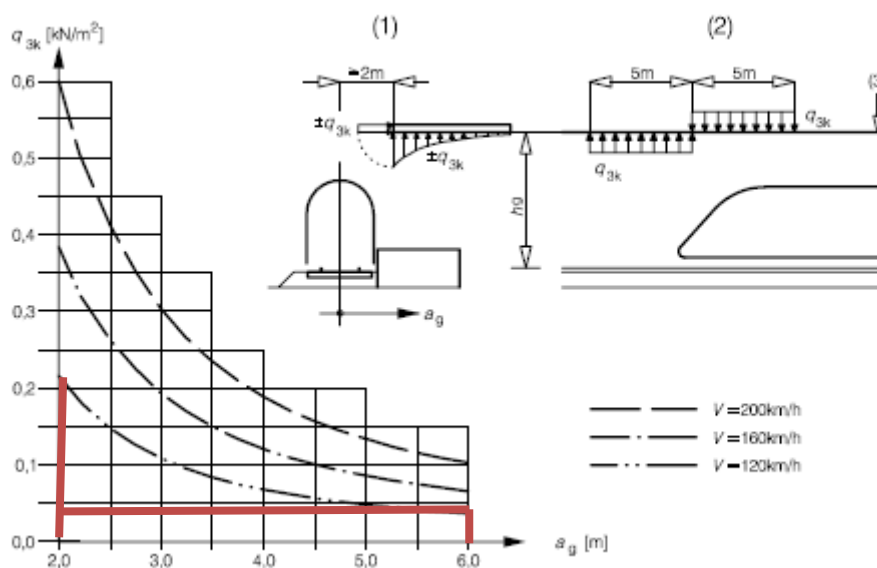 q3k [kN/m²]
(1)
(2)
0,6
0,5
0,4
0,3
0,2
0,1
0,0
2,0 3,0 4,0 5,0 6,0
ag [m]
≥2m
±q3k
±q3k
ag
5m 5m
(3
q3k
q3k
hg
V =200km/h
V =160km/h
V =120km/h